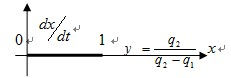 dx/dt
0 1 y = q₂/(q₂ − q₁) x